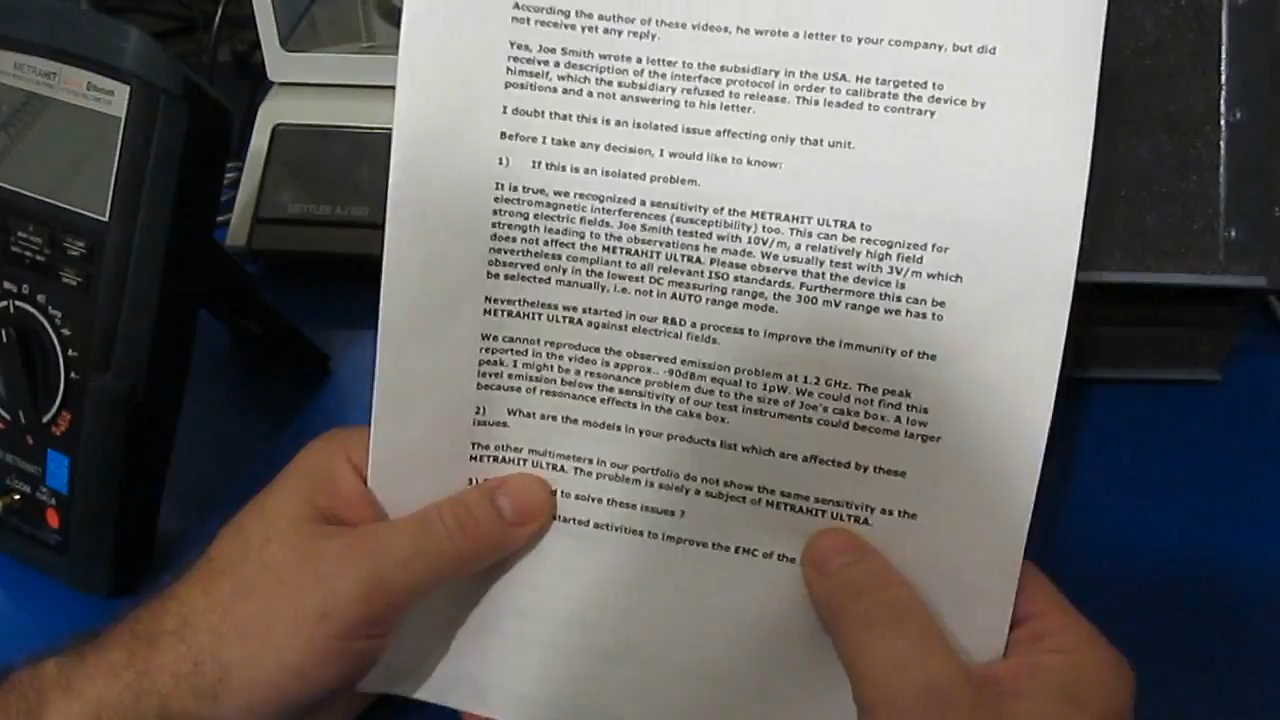 According the author of these videos, he wrote a letter to your company, but did
not receive yet any reply.
Yes, Joe Smith wrote a letter to the subsidiary in the USA. He targeted to
receive a description of the interface protocol in order to calibrate the device by
himself, which the subsidiary refused to release. This leaded to contrary
positions and a not answering to his letter.
I doubt that this is an isolated issue affecting only that unit.
Before I take any decision, I would like to know:
1) If this is an isolated problem.
It is true, we recognized a sensitivity of the METRAHIT ULTRA to
electromagnetic interferences (susceptibility) too. This can be recognized for
strong electric fields. Joe Smith tested with 10V/m, a relatively high field
strength leading to the observations he made. We usually test with 3V/m which
does not affect the METRAHIT ULTRA. Please observe that the device is
nevertheless compliant to all relevant ISO standards. Furthermore this can be
observed only in the lowest DC measuring range, the 300 mV range we has to
be selected manually, i.e. not in AUTO range mode.
Nevertheless we started in our R&D a process to improve the immunity of the
METRAHIT ULTRA against electrical fields.
We cannot reproduce the observed emission problem at 1.2 GHz. The peak
reported in the video is approx.. -90dBm equal to 1pW. We could not find this
peak. I might be a resonance problem due to the size of Joe's cake box. A low
level emission below the sensitivity of our test instruments could become larger
because of resonance effects in the cake box.
2) What are the models in your products list which are affected by these
issues.
The other multimeters in our portfolio do not show the same sensitivity as the
METRAHIT ULTRA. The problem is solely a subject of METRAHIT ULTRA.
3) to solve these issues ?
started activities to improve the EMC of the
METRAHIT
METTLER AJ100